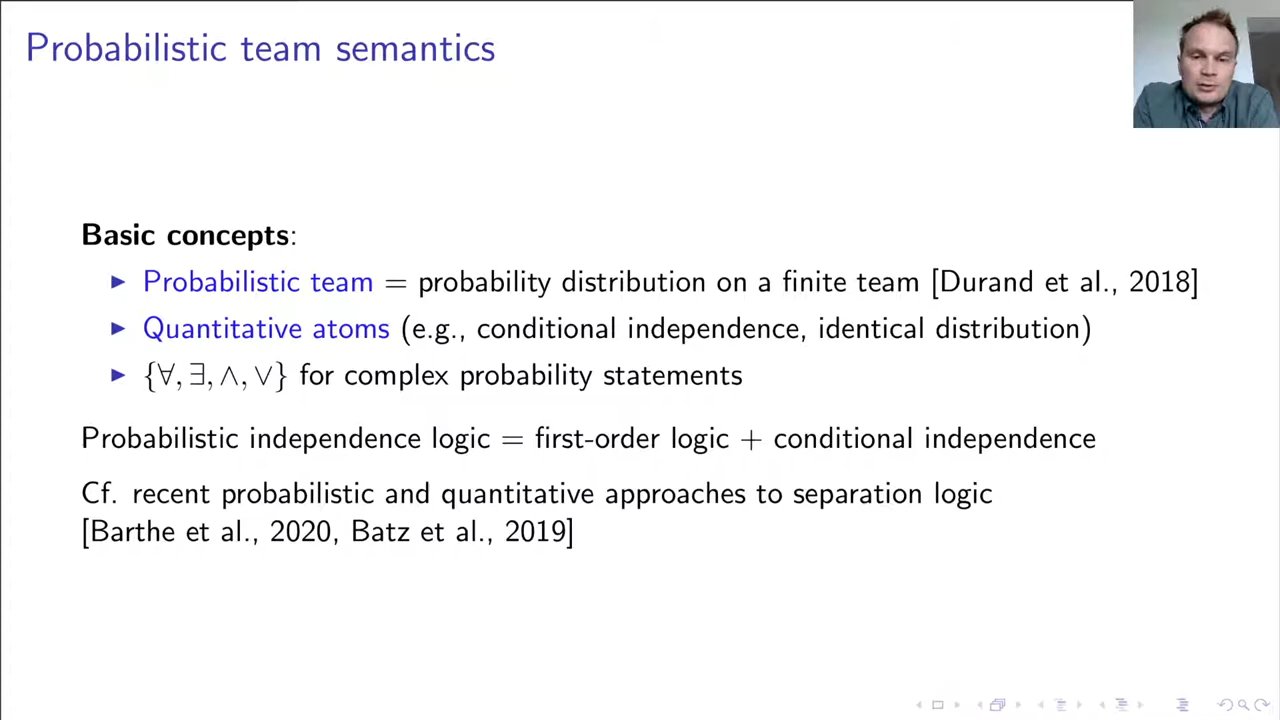 Probabilistic team semantics
Basic concepts:
▶ Probabilistic team = probability distribution on a finite team [Durand et al., 2018]
▶ Quantitative atoms (e.g., conditional independence, identical distribution)
▶ {∀, ∃, ∧, ∨} for complex probability statements
Probabilistic independence logic = first-order logic + conditional independence
Cf. recent probabilistic and quantitative approaches to separation logic
[Barthe et al., 2020, Batz et al., 2019]